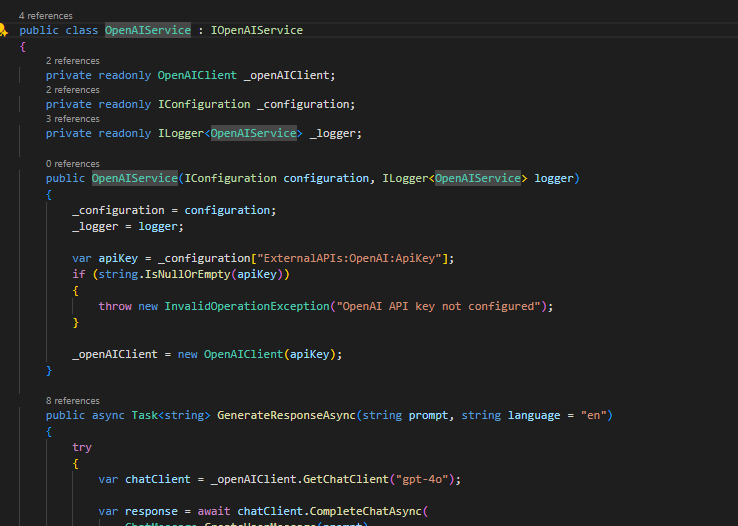 4 references
public class OpenAIService : IOpenAIService
{
2 references
private readonly OpenAIClient _openAIClient;
2 references
private readonly IConfiguration _configuration;
3 references
private readonly ILogger<OpenAIService> _logger;
0 references
public OpenAIService(IConfiguration configuration, ILogger<OpenAIService> logger)
{
_configuration = configuration;
_logger = logger;
var apiKey = _configuration["ExternalAPIs:OpenAI:ApiKey"];
if (string.IsNullOrEmpty(apiKey))
{
throw new InvalidOperationException("OpenAI API key not configured");
}
_openAIClient = new OpenAIClient(apiKey);
}
8 references
public async Task<string> GenerateResponseAsync(string prompt, string language = "en")
{
try
{
var chatClient = _openAIClient.GetChatClient("gpt-4o");
var response = await chatClient.CompleteChatAsync(
ChatMessage.CreateUserMessage(prompt)